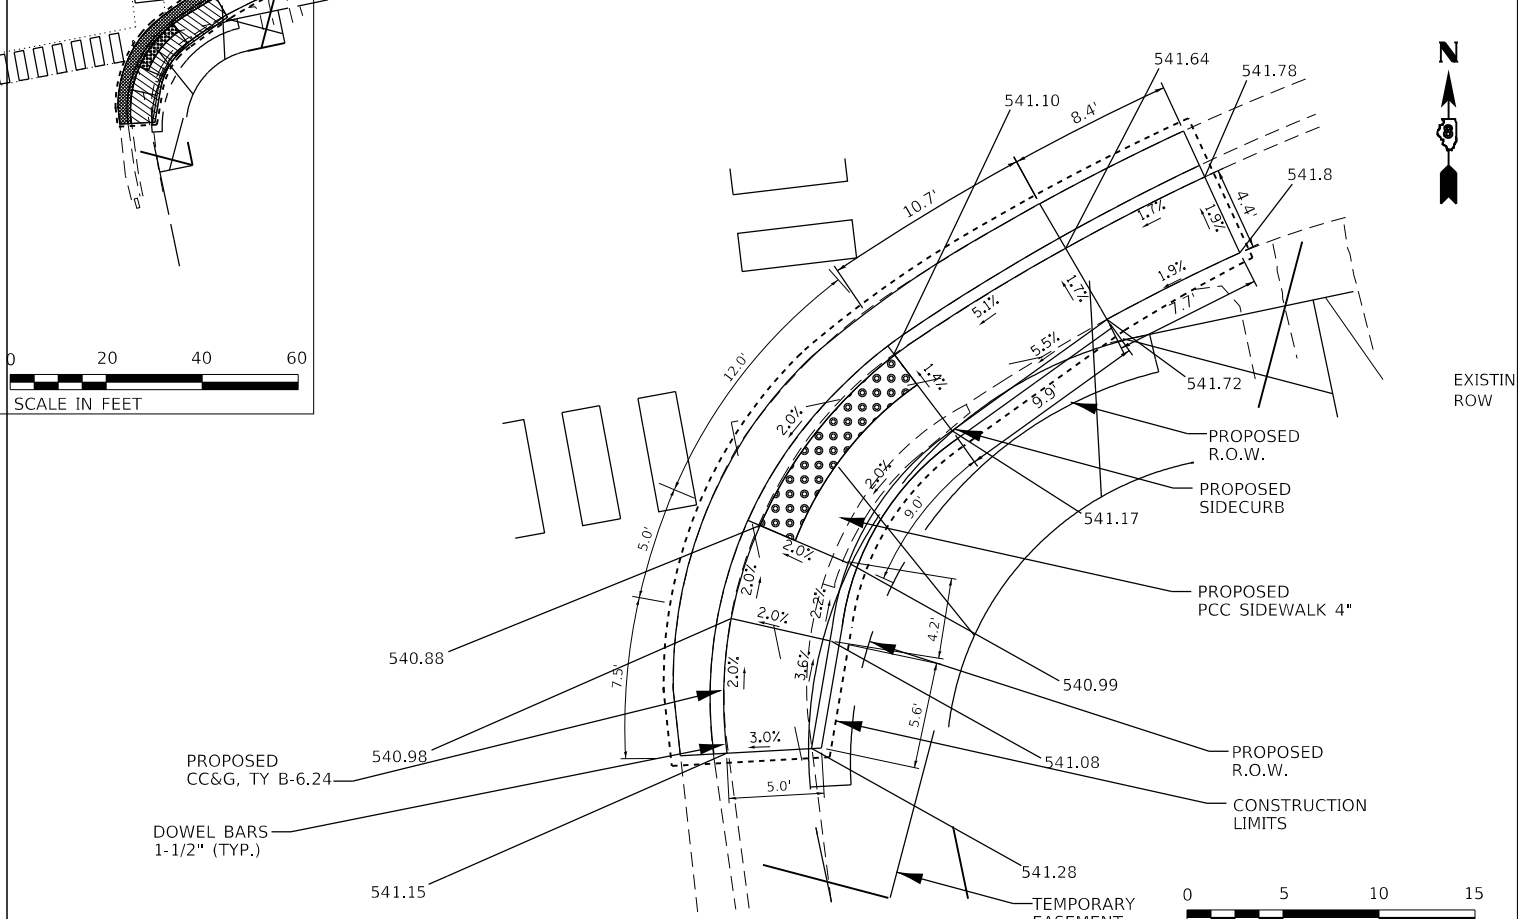 541.64
541.78
N
541.10
8.4'
8
541.8
10.7'
4.4'
1.7%
1.9%
1.9%
1.7%
7.7'
5.1%
5.5%
0 20 40 60
12.0'
1.4%
541.72
EXISTIN
ROW
SCALE IN FEET
9.9'
2.0%
PROPOSED
R.O.W.
2.0%
PROPOSED
SIDECURB
9.0'
541.17
5.0'
2.0%
2.0%
PROPOSED
PCC SIDEWALK 4"
2.2%
2.0%
4.2'
540.88
2.0%
3.6%
7.5'
540.99
5.6'
3.0%
PROPOSED
CC&G, TY B-6.24
540.98
541.08
PROPOSED
R.O.W.
5.0'
CONSTRUCTION
LIMITS
DOWEL BARS
1-1/2" (TYP.)
541.15
541.28
TEMPORARY
EASEMENT
0 5 10 15